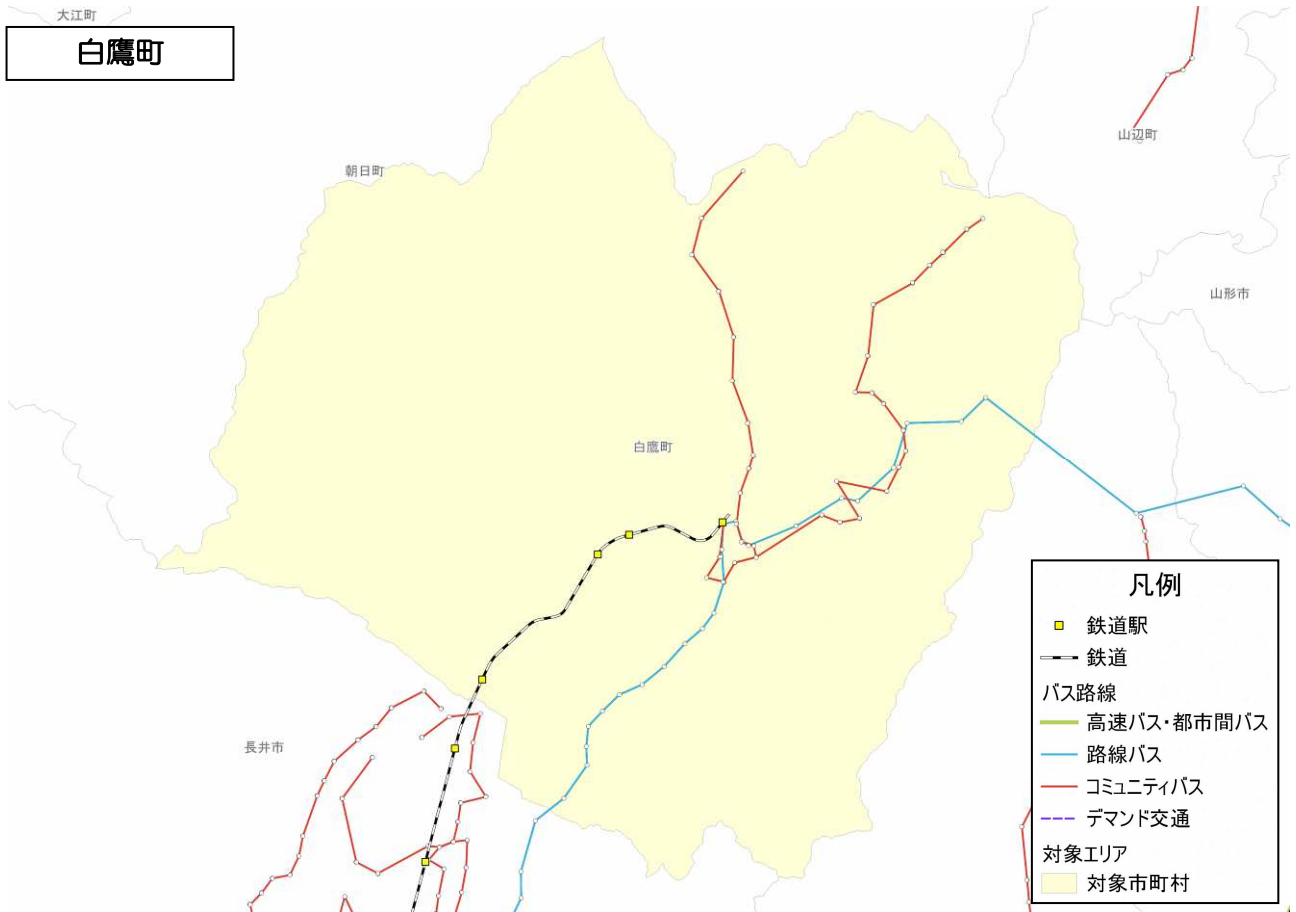 大江町
白鷹町
山辺町
朝日町
山形市
白鷹町
長井市
凡例
鉄道駅
鉄道
バス路線
高速バス・都市間バス
路線バス
コミュニティバス
デマンド交通
対象エリア
対象市町村